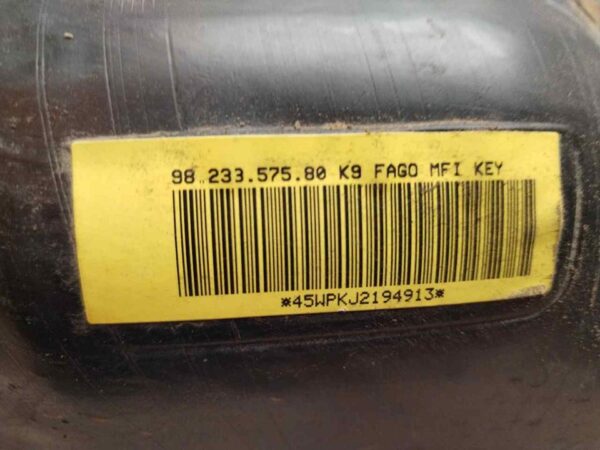 98 233.575.80 K9 FAGO MFI KEY
*45WPKJ2194913*